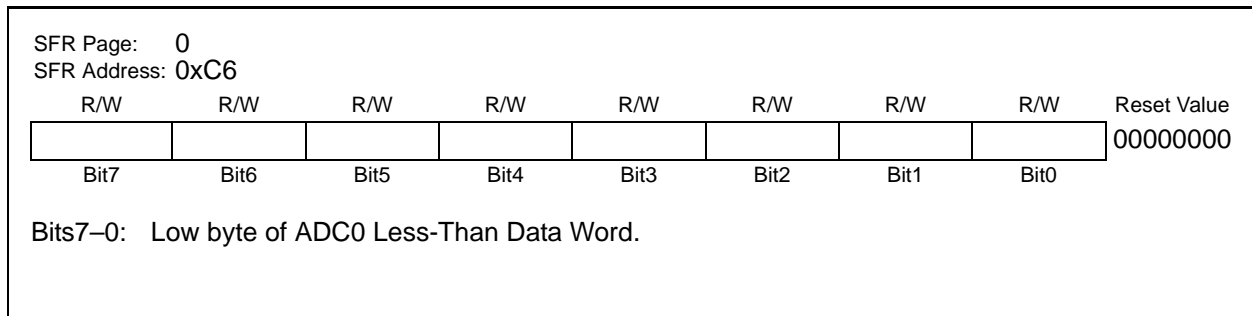 SFR Page: 0
SFR Address: 0xC6
R/W R/W R/W R/W R/W R/W R/W R/W Reset Value
00000000
Bit7 Bit6 Bit5 Bit4 Bit3 Bit2 Bit1 Bit0
Bits7–0: Low byte of ADC0 Less-Than Data Word.